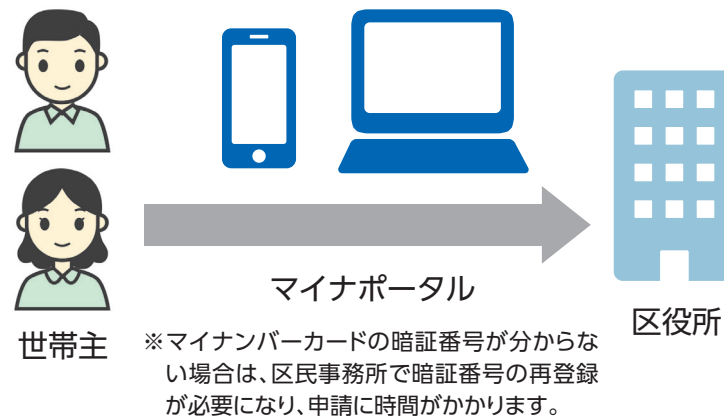 マイナポータル
区役所
世帯主
※マイナンバーカードの暗証番号が分からな
い場合は、区民事務所で暗証番号の再登録
が必要になり、申請に時間がかかります。